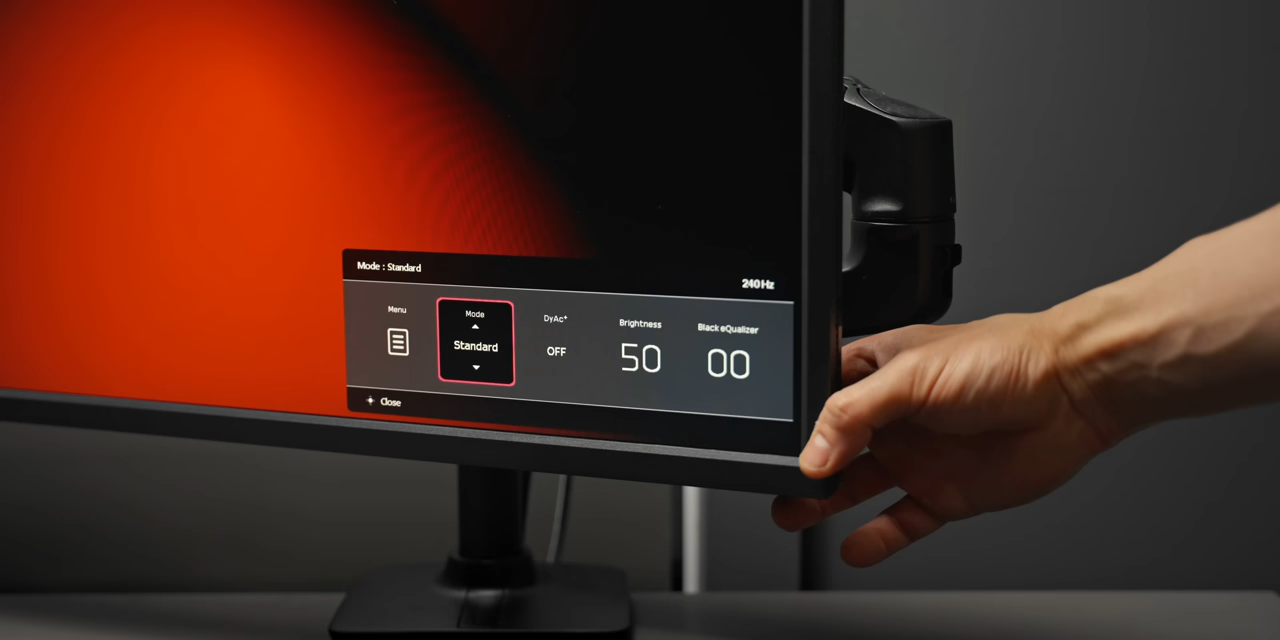 Mode : Standard
240Hz
Menu
Mode
Standard
DyAc⁺
OFF
Brightness
50
Black eQualizer
00
Close